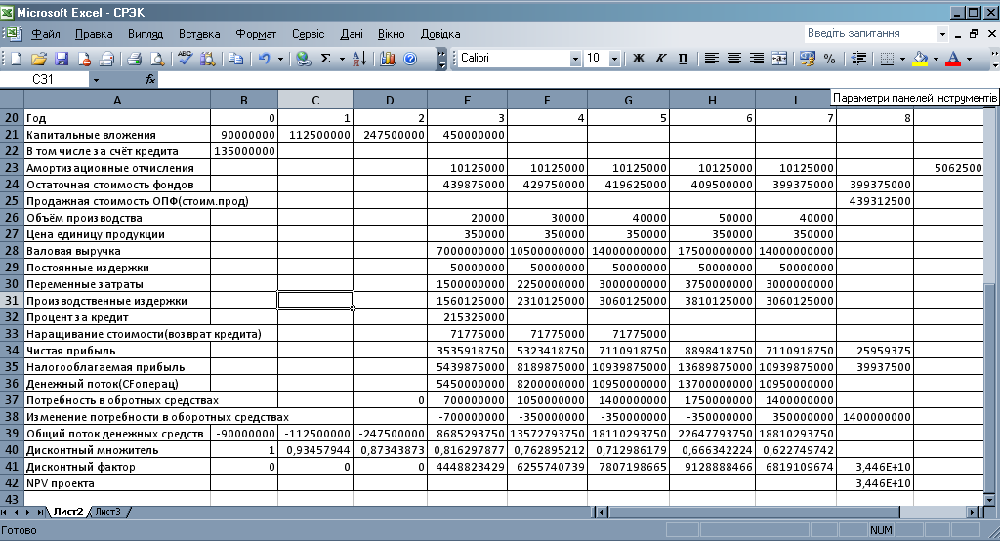 Microsoft Excel - СРЭК
Файл Правка Вигляд Вставка Формат Сервіс Дані Вікно Довідка Введіть запитання
Calibri 10 Ж К П %
C31 fx
Параметри панелей інструментів
A B C D E F G H I
20 Год 0 1 2 3 4 5 6 7 8
21 Капитальные вложения 90000000 112500000 247500000 450000000
22 В том числе за счёт кредита 135000000
23 Амортизационные отчисления 10125000 10125000 10125000 10125000 10125000 5062500
24 Остаточная стоимость фондов 439875000 429750000 419625000 409500000 399375000 399375000
25 Продажная стоимость ОПФ(стоим.прод) 439312500
26 Объём производства 20000 30000 40000 50000 40000
27 Цена единицу продукции 350000 350000 350000 350000 350000
28 Валовая выручка 7000000000 10500000000 14000000000 17500000000 14000000000
29 Постоянные издержки 50000000 50000000 50000000 50000000 50000000
30 Переменные затраты 1500000000 2250000000 3000000000 3750000000 3000000000
31 Производственные издержки 1560125000 2310125000 3060125000 3810125000 3060125000
32 Процент за кредит 215325000
33 Наращивание стоимости(возврат кредита) 71775000 71775000 71775000
34 Чистая прибыль 3535918750 5323418750 7110918750 8898418750 7110918750 25959375
35 Налогооблагаемая прибыль 5439875000 8189875000 10939875000 13689875000 10939875000 39937500
36 Денежный поток(CFоперац) 5450000000 8200000000 10950000000 13700000000 10950000000
37 Потребность в обротных средствах 0 700000000 1050000000 1400000000 1750000000 1400000000
38 Изменение потребности в оборотных средствах -700000000 -350000000 -350000000 -350000000 350000000 1400000000
39 Общий поток денежных средств -90000000 -112500000 -247500000 8685293750 13572793750 18110293750 22647793750 18810293750
40 Дисконтный множитель 1 0,93457944 0,87343873 0,816297877 0,762895212 0,712986179 0,666342224 0,622749742
41 Дисконтный фактор 0 0 0 4448823429 6255740739 7807198665 9128888466 6819109674 3,446E+10
42 NPV проекта 3,446E+10
43
Лист2 Лист3
Готово NUM